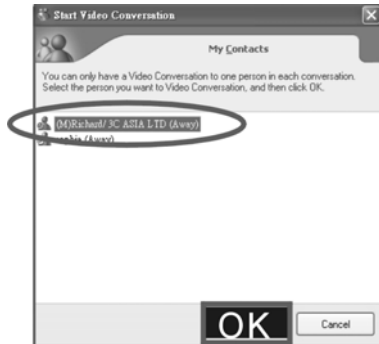 Start Video Conversation
My Contacts
You can only have a Video Conversation to one person in each conversation.
Select the person you want to Video Conversation, and then click OK.
(M)Richard/ 3C ASIA LTD (Away)
(Away)
OK
Cancel